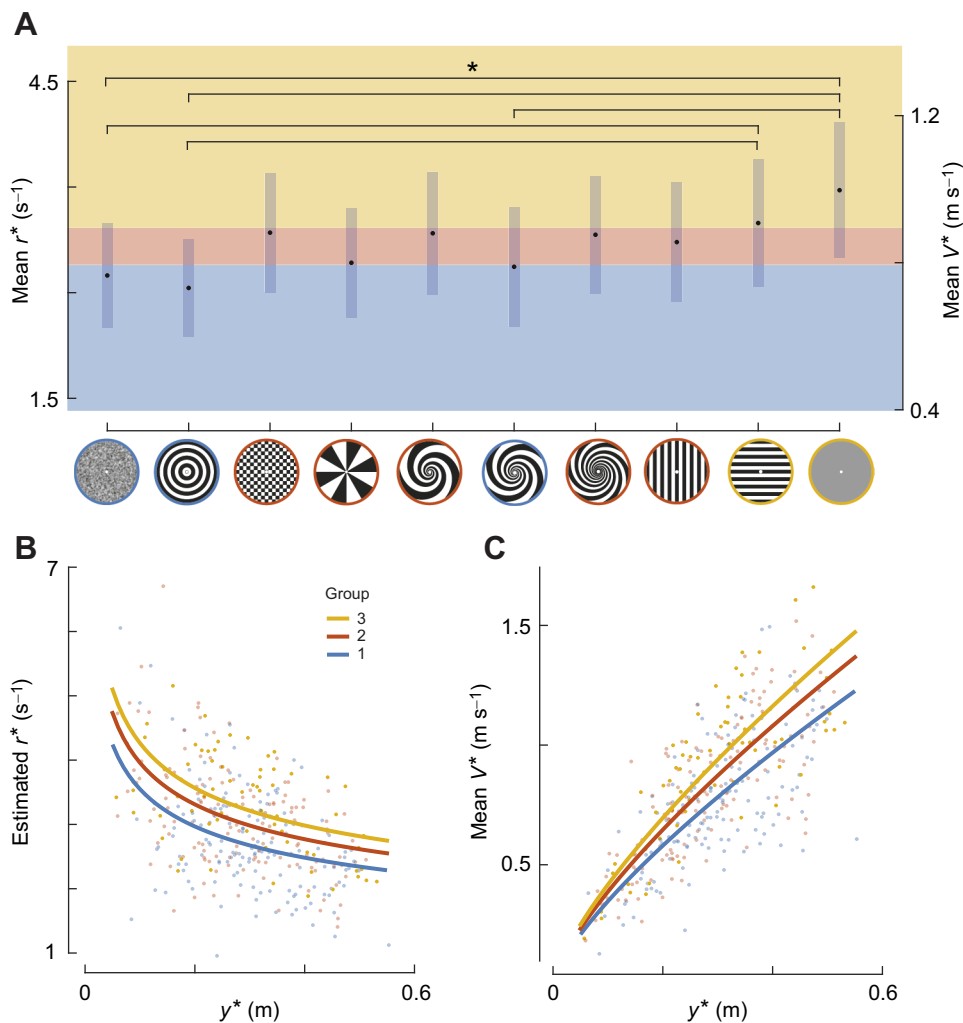 A
*
4.5
1.5
Mean r* (s−1)
1.2
0.4
Mean V* (m s−1)
B
7
1
Estimated r* (s−1)
Group
3
2
1
0
0.6
y* (m)
C
1.5
0.5
Mean V* (m s−1)
0
0.6
y* (m)